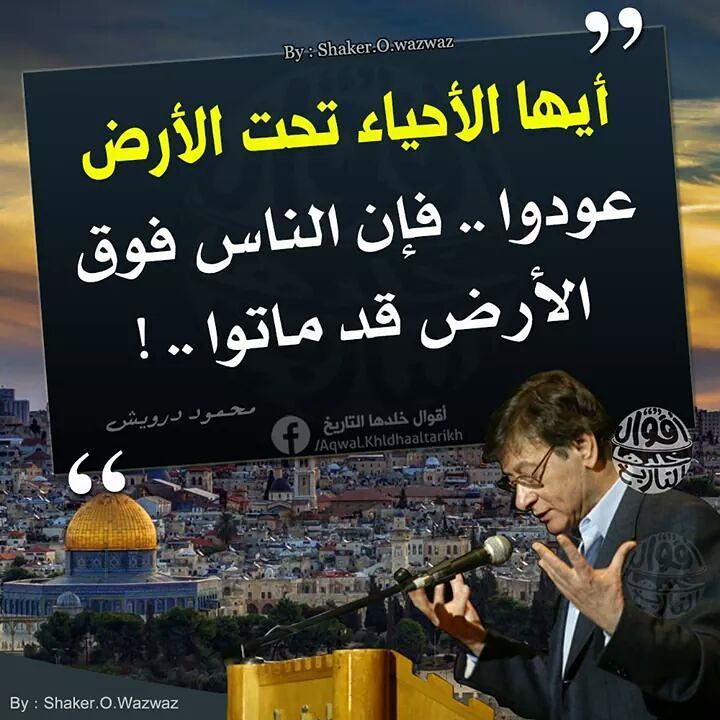 By : Shaker.O.wazwaz
”
أيها الأحياء تحت الأرض
عودوا .. فإن الناس فوق
الأرض قد ماتوا .. !
محمود درويش
أقوال خلدها التاريخ
/Aqwal.Khldhaaltarikh
“
أقوال
خلدها
التاريخ
By : Shaker.O.Wazwaz